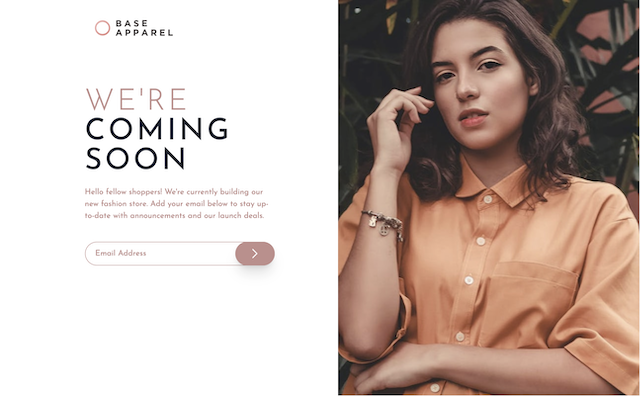 BASE
APPAREL
WE'RE
COMING
SOON
Hello fellow shoppers! We're currently building our
new fashion store. Add your email below to stay up-
to-date with announcements and our launch deals.
Email Address